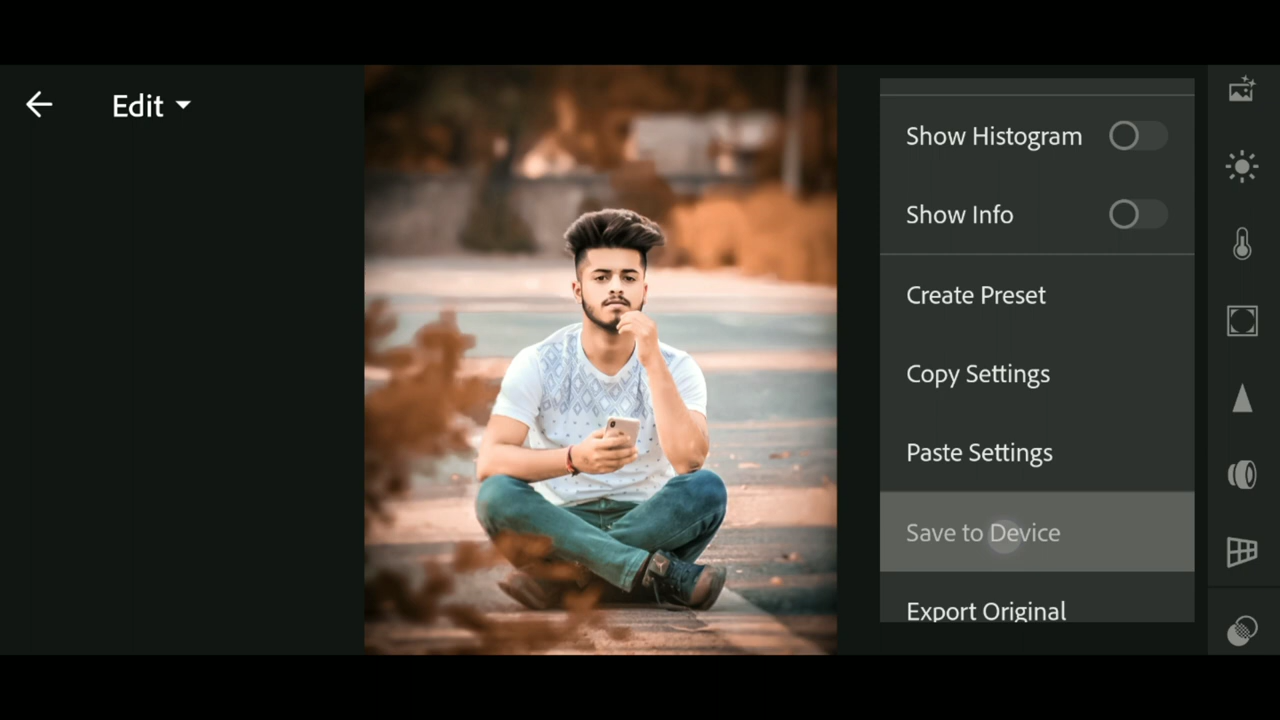 Edit
Show Histogram
Show Info
Create Preset
Copy Settings
Paste Settings
Save to Device
Export Original